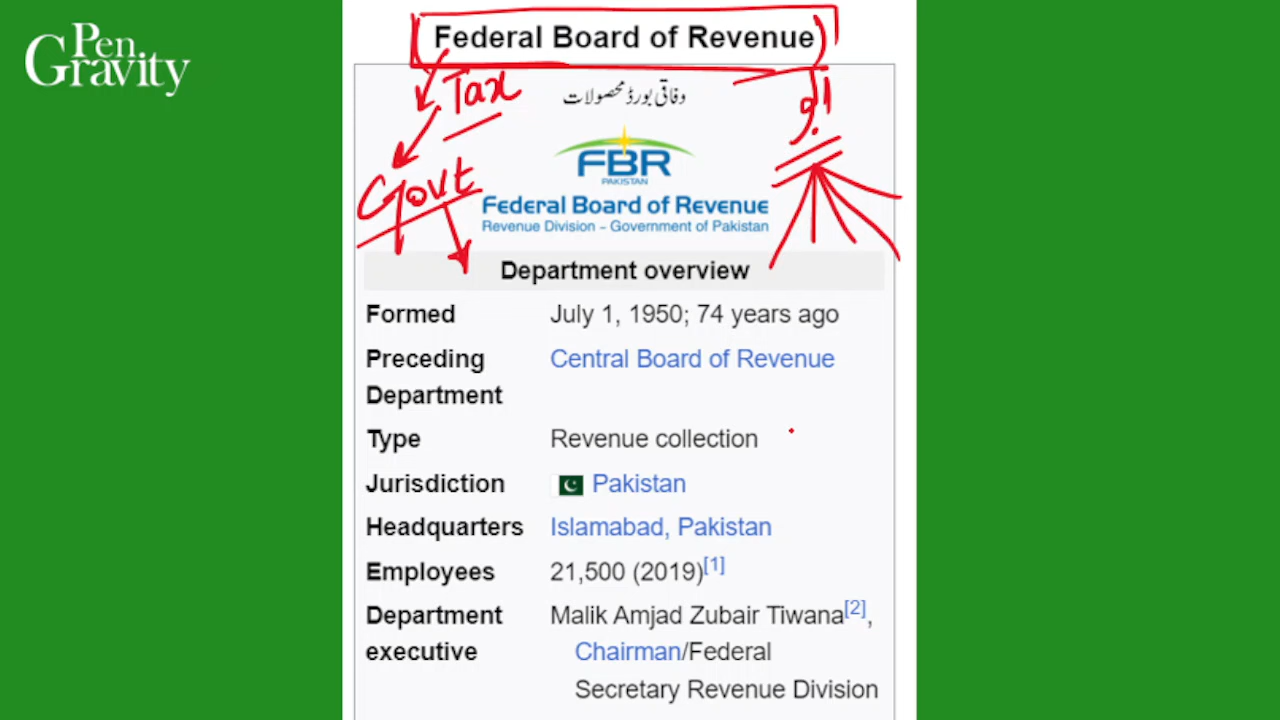 Pen
Gravity
Federal Board of Revenue
Tax
وفاقی بورڈ محصولات
FBR
PAKISTAN
Govt
Federal Board of Revenue
Revenue Division - Government of Pakistan
Department overview
Formed July 1, 1950; 74 years ago
Preceding Central Board of Revenue
Department
Type Revenue collection
Jurisdiction Pakistan
Headquarters Islamabad, Pakistan
Employees 21,500 (2019)[1]
Department Malik Amjad Zubair Tiwana[2],
executive Chairman/Federal
Secretary Revenue Division